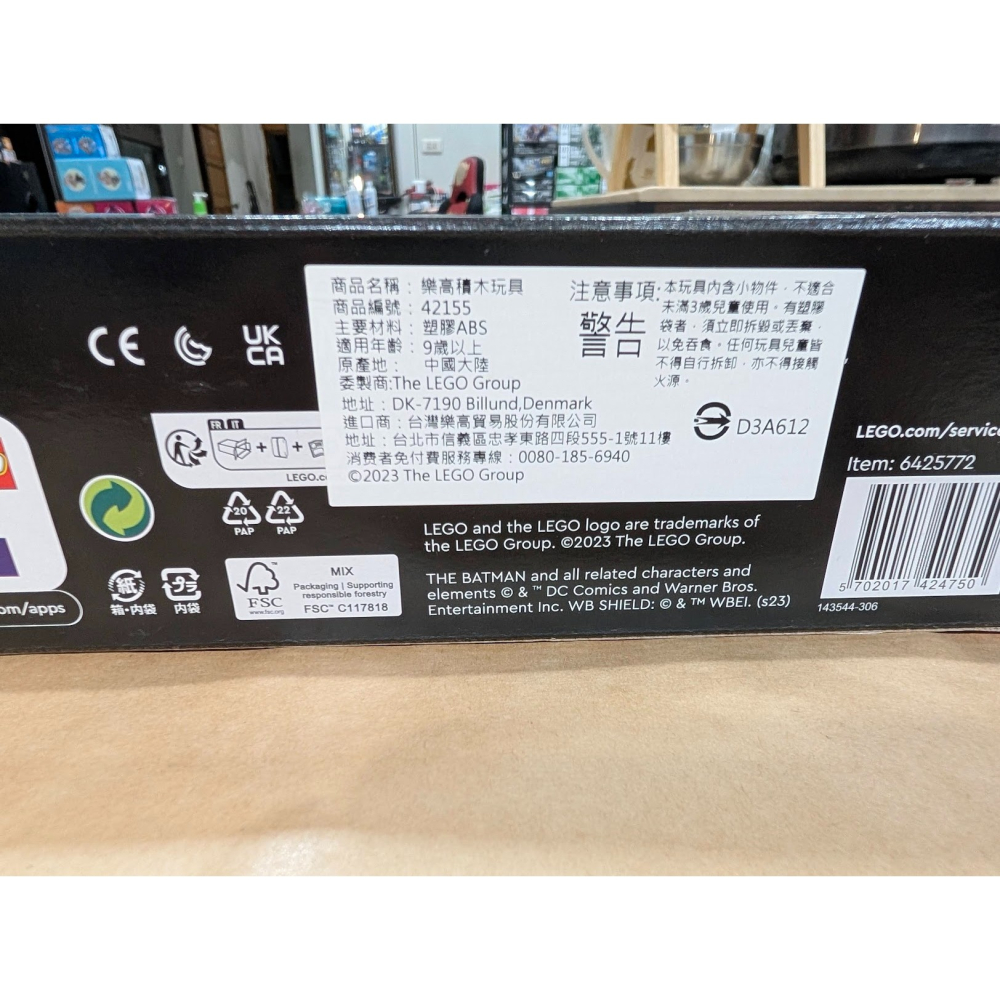 商品名稱：樂高積木玩具
商品編號：42155
主要材料：塑膠ABS
適用年齡：9歲以上
原產地： 中國大陸
委製商:The LEGO Group
地址：DK-7190 Billund,Denmark
進口商：台灣樂高貿易股份有限公司
地址：台北市信義區忠孝東路四段555-1號11樓
消費者免付費服務專線：0080-185-6940
©2023 The LEGO Group
注意事項:
警告
本玩具內含小物件，不適合
未滿3歲兒童使用。有塑膠
袋者，須立即拆毀或丟棄，
以免吞食。任何玩具兒童皆
不得自行拆卸，亦不得接觸
火源。
D3A612
CE
UK
CA
FR IT
LEGO.c
20
PAP
22
PAP
紙
箱・内袋
プラ
内袋
FSC
www.fsc.org
MIX
Packaging | Supporting
responsible forestry
FSC™ C117818
om/apps
LEGO and the LEGO logo are trademarks of
the LEGO Group. ©2023 The LEGO Group.
THE BATMAN and all related characters and
elements © & ™ DC Comics and Warner Bros.
Entertainment Inc. WB SHIELD: © & ™ WBEI. (s23)
LEGO.com/service
Item: 6425772
5 702017 424750
143544-306